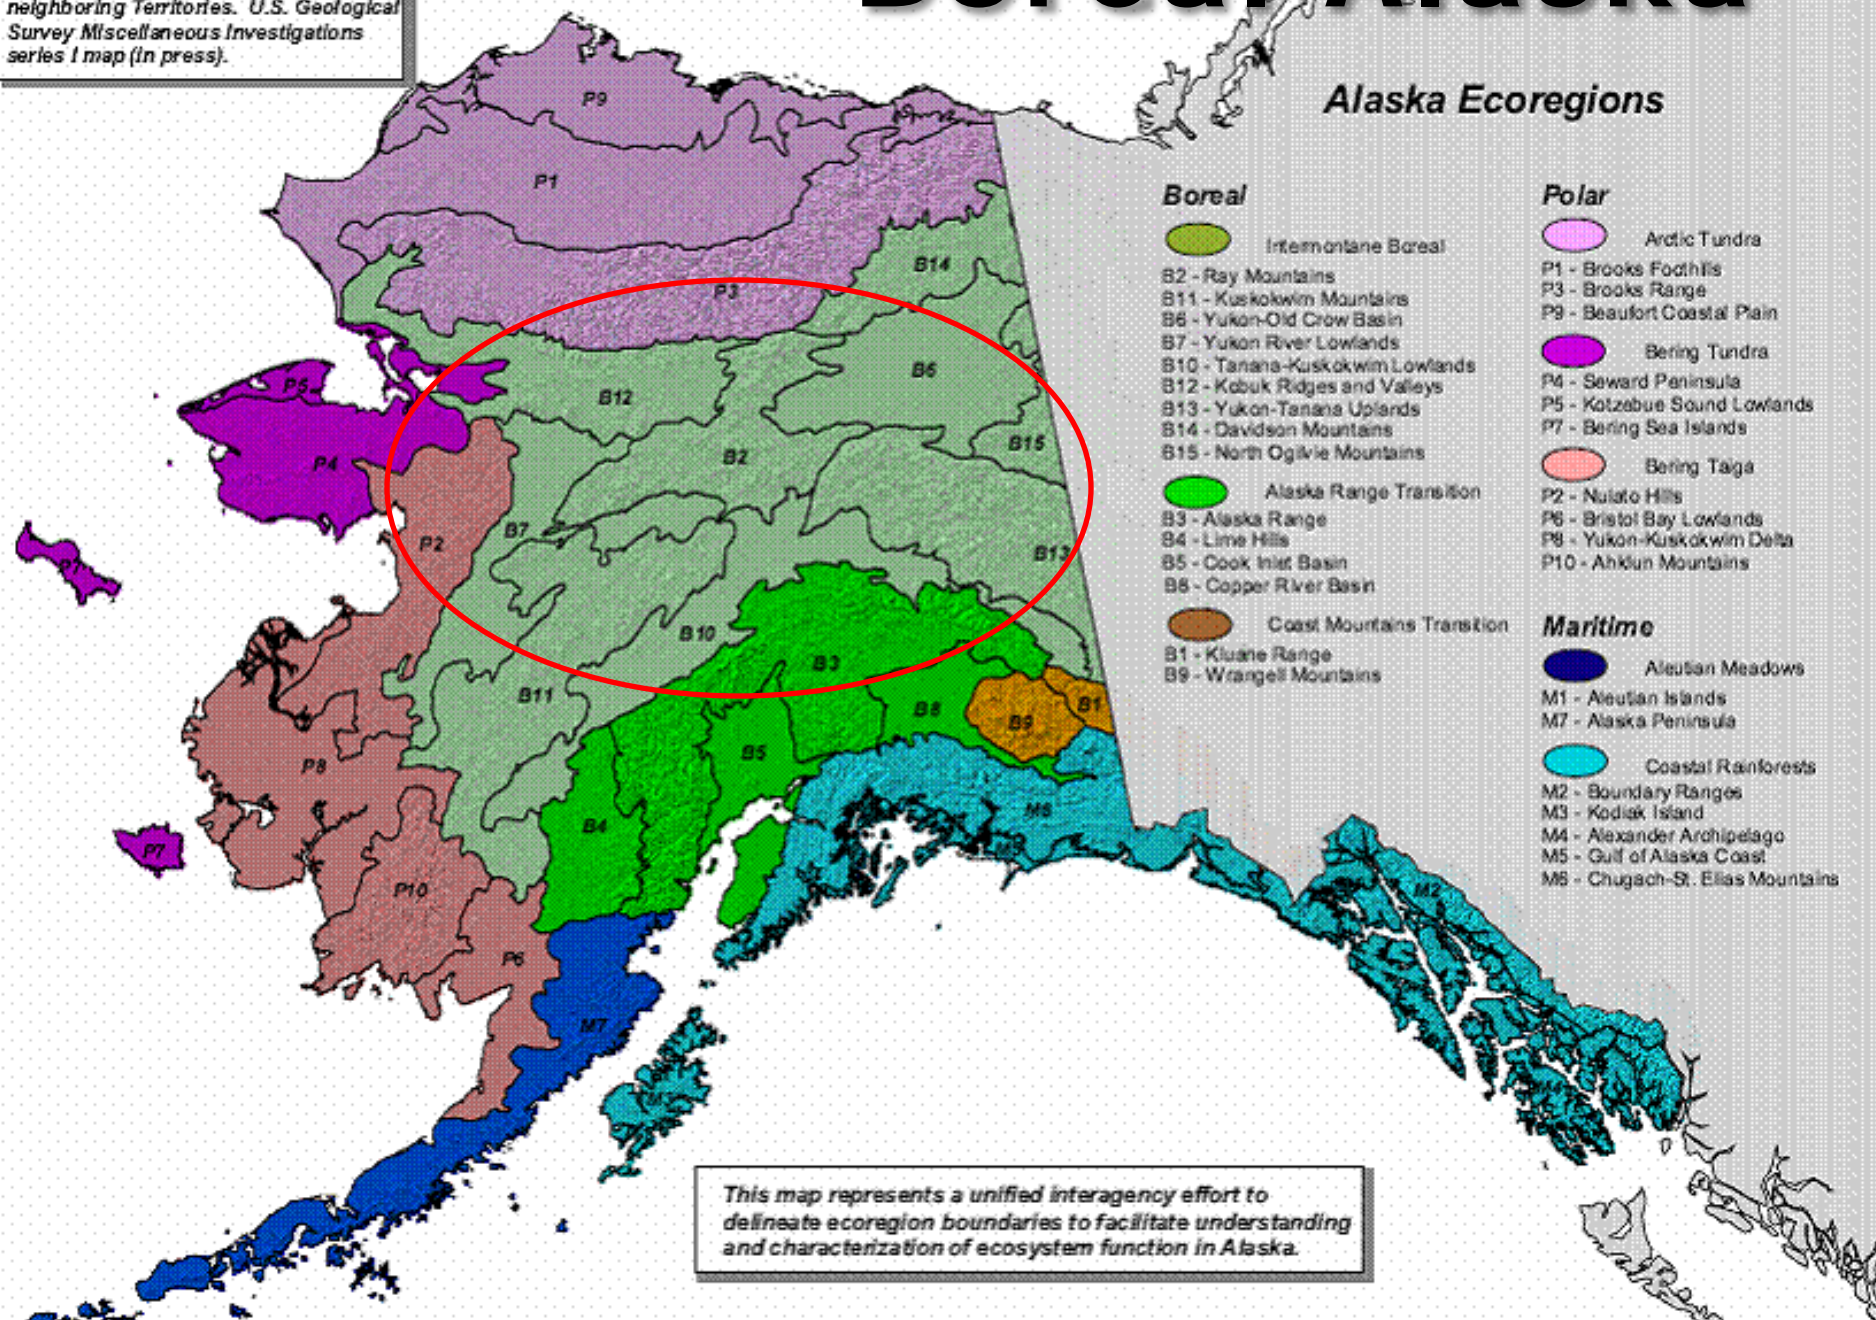 neighboring Territories. U.S. Geological
Survey Miscellaneous Investigations
series I map (in press).
Boreal Alaska
Alaska Ecoregions
Boreal
Intermontane Boreal
B2 - Ray Mountains
B11 - Kuskokwim Mountains
B6 - Yukon-Old Crow Basin
B7 - Yukon River Lowlands
B10 - Tanana-Kuskokwim Lowlands
B12 - Kobuk Ridges and Valleys
B13 - Yukon-Tanana Uplands
B14 - Davidson Mountains
B15 - North Ogilvie Mountains
Alaska Range Transition
B3 - Alaska Range
B4 - Lime Hills
B5 - Cook Inlet Basin
B8 - Copper River Basin
Coast Mountains Transition
B1 - Kluane Range
B9 - Wrangell Mountains
Polar
Arctic Tundra
P1 - Brooks Foothills
P3 - Brooks Range
P9 - Beaufort Coastal Plain
Bering Tundra
P4 - Seward Peninsula
P5 - Kotzebue Sound Lowlands
P7 - Bering Sea Islands
Bering Taiga
P2 - Nulato Hills
P6 - Bristol Bay Lowlands
P8 - Yukon-Kuskokwim Delta
P10 - Ahklun Mountains
Maritime
Aleutian Meadows
M1 - Aleutian Islands
M7 - Alaska Peninsula
Coastal Rainforests
M2 - Boundary Ranges
M3 - Kodiak Island
M4 - Alexander Archipelago
M5 - Gulf of Alaska Coast
M6 - Chugach-St. Elias Mountains
P9
P1
B14
P3
B6
P5
B12
B15
P4
B2
B7
P2
B13
P7
B10
B3
B11
B8
B9
B1
B5
P8
M6
B4
P7
P10
M2
P6
M7
This map represents a unified interagency effort to
delineate ecoregion boundaries to facilitate understanding
and characterization of ecosystem function in Alaska.